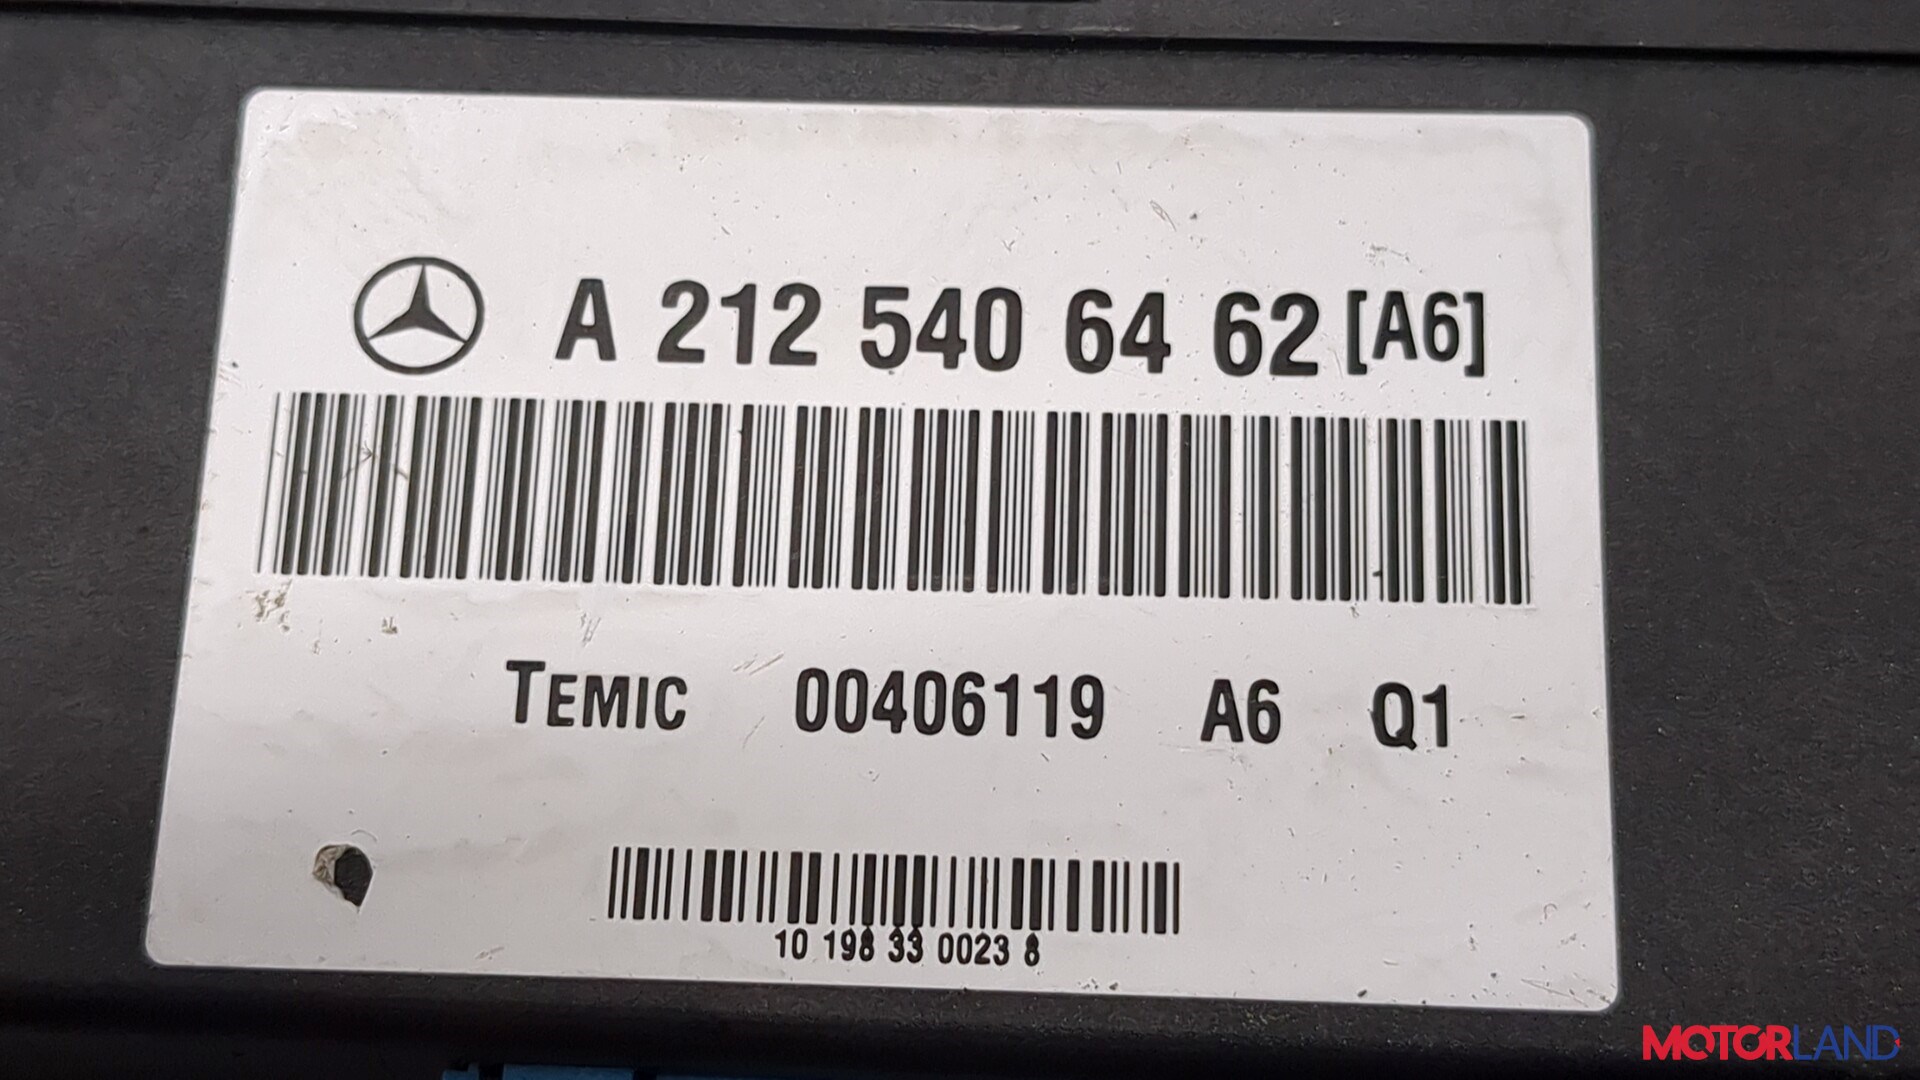 A 212 540 64 62 [A6]
TEMIC 00406119 A6 Q1
10 198 33 0023 8
MOTORLAND